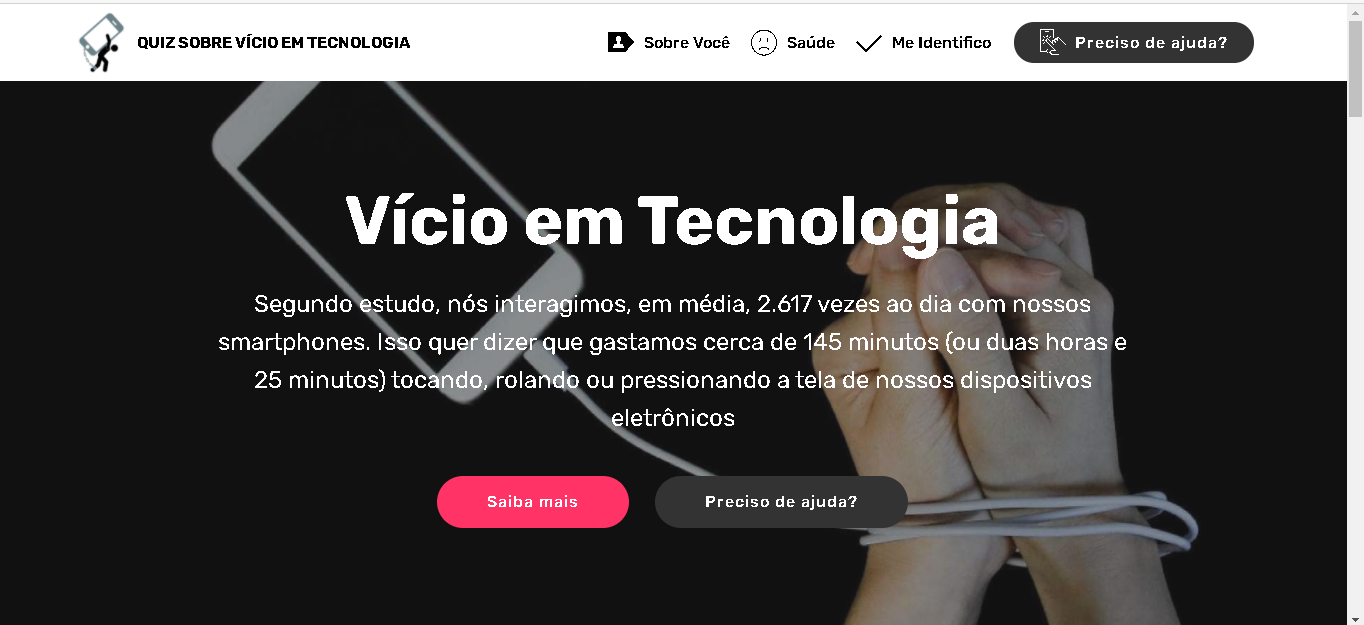 QUIZ SOBRE VÍCIO EM TECNOLOGIA
Sobre Você
Saúde
Me Identifico
Preciso de ajuda?
Vício em Tecnologia
Segundo estudo, nós interagimos, em média, 2.617 vezes ao dia com nossos
smartphones. Isso quer dizer que gastamos cerca de 145 minutos (ou duas horas e
25 minutos) tocando, rolando ou pressionando a tela de nossos dispositivos
eletrônicos
Saiba mais
Preciso de ajuda?